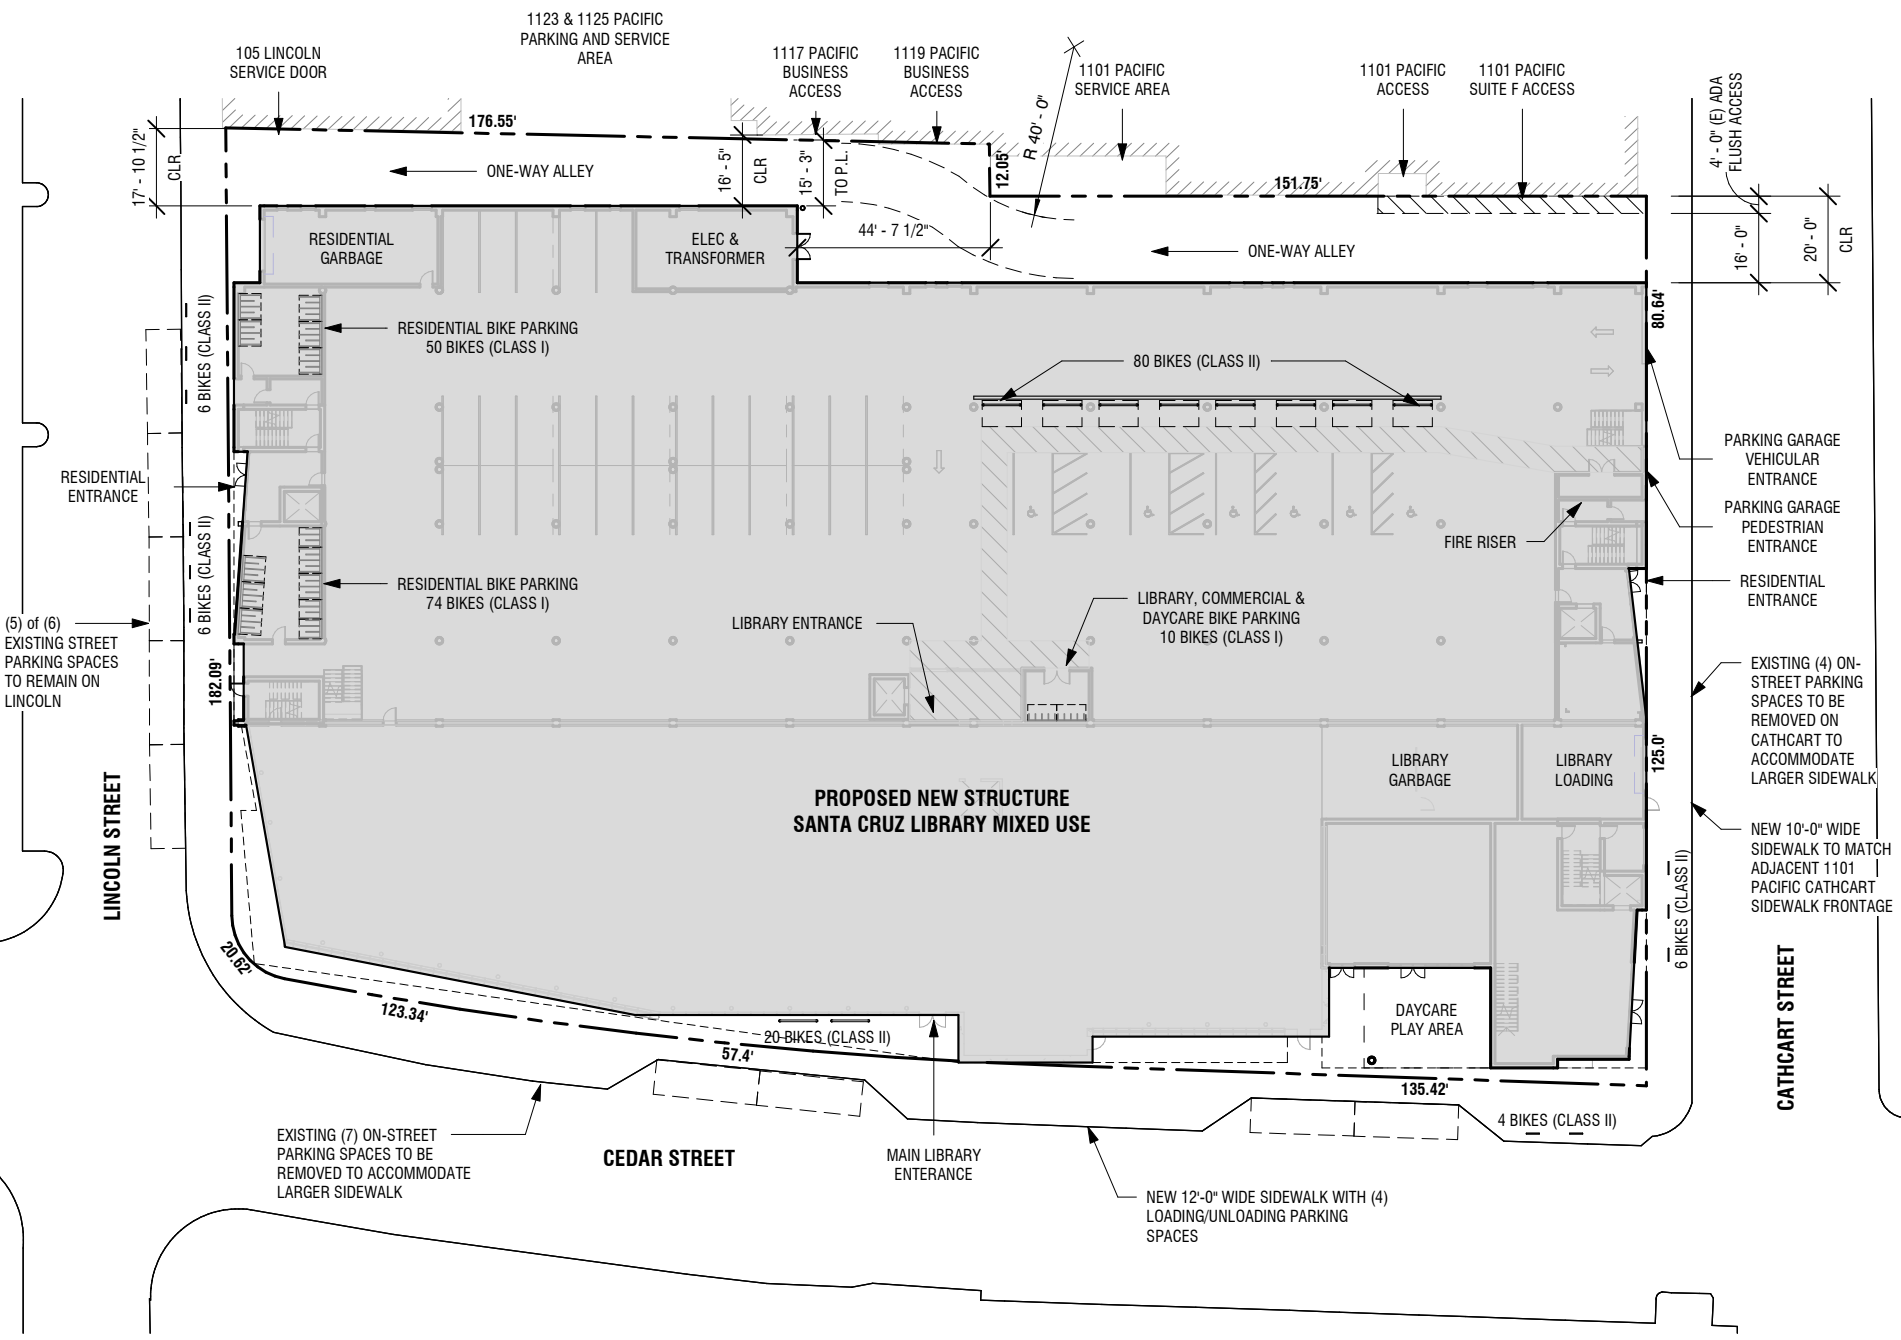 1123 & 1125 PACIFIC
PARKING AND SERVICE
AREA
105 LINCOLN
SERVICE DOOR
1117 PACIFIC
BUSINESS
ACCESS
1119 PACIFIC
BUSINESS
ACCESS
1101 PACIFIC
SERVICE AREA
1101 PACIFIC
ACCESS
1101 PACIFIC
SUITE F ACCESS
4' - 0" (E) ADA
FLUSH ACCESS
176.55'
R 40' - 0"
12.05'
151.75'
17' - 10 1/2"
CLR
ONE-WAY ALLEY
16' - 5"
CLR
15' - 3"
TO P.L.
44' - 7 1/2"
ONE-WAY ALLEY
16' - 0"
20' - 0"
CLR
RESIDENTIAL
GARBAGE
ELEC &
TRANSFORMER
80.64'
6 BIKES (CLASS II)
RESIDENTIAL BIKE PARKING
50 BIKES (CLASS I)
80 BIKES (CLASS II)
PARKING GARAGE
VEHICULAR
ENTRANCE
RESIDENTIAL
ENTRANCE
PARKING GARAGE
PEDESTRIAN
ENTRANCE
FIRE RISER
6 BIKES (CLASS II)
RESIDENTIAL BIKE PARKING
74 BIKES (CLASS I)
RESIDENTIAL
ENTRANCE
LIBRARY, COMMERCIAL &
DAYCARE BIKE PARKING
10 BIKES (CLASS I)
LIBRARY ENTRANCE
(5) of (6)
EXISTING STREET
PARKING SPACES
TO REMAIN ON
LINCOLN
182.09'
EXISTING (4) ON-
STREET PARKING
SPACES TO BE
REMOVED ON
CATHCART TO
ACCOMMODATE
LARGER SIDEWALK
125.0'
LIBRARY
GARBAGE
LIBRARY
LOADING
PROPOSED NEW STRUCTURE
SANTA CRUZ LIBRARY MIXED USE
LINCOLN STREET
NEW 10'-0" WIDE
SIDEWALK TO MATCH
ADJACENT 1101
PACIFIC CATHCART
SIDEWALK FRONTAGE
6 BIKES (CLASS II)
CATHCART STREET
20.62'
123.34'
DAYCARE
PLAY AREA
20 BIKES (CLASS II)
57.4'
135.42'
4 BIKES (CLASS II)
EXISTING (7) ON-STREET
PARKING SPACES TO BE
REMOVED TO ACCOMMODATE
LARGER SIDEWALK
CEDAR STREET
MAIN LIBRARY
ENTERANCE
NEW 12'-0" WIDE SIDEWALK WITH (4)
LOADING/UNLOADING PARKING
SPACES